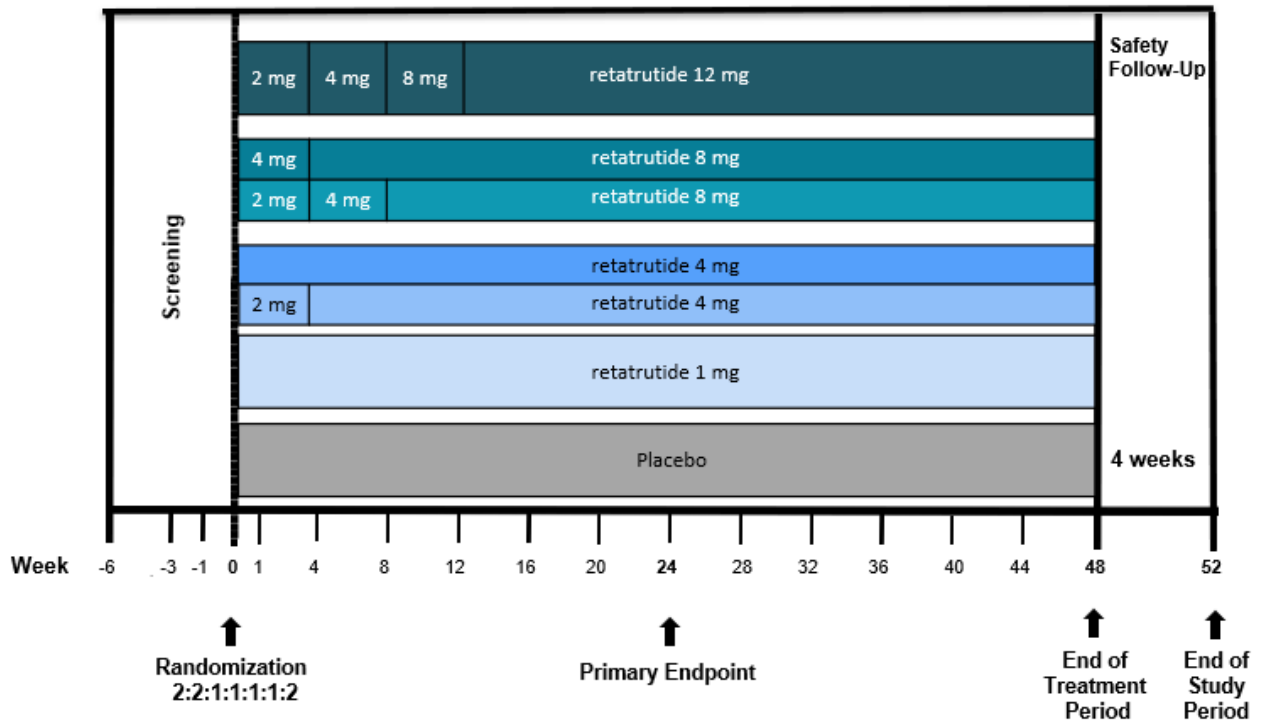 Safety
Follow-Up
2 mg 4 mg 8 mg retatrutide 12 mg
4 mg retatrutide 8 mg
2 mg 4 mg retatrutide 8 mg
Screening
retatrutide 4 mg
2 mg retatrutide 4 mg
retatrutide 1 mg
Placebo
4 weeks
Week -6 -3 -1 0 1 4 8 12 16 20 24 28 32 36 40 44 48 52
Randomization
2:2:1:1:1:1:2
Primary Endpoint
End of
Treatment
Period
End of
Study
Period